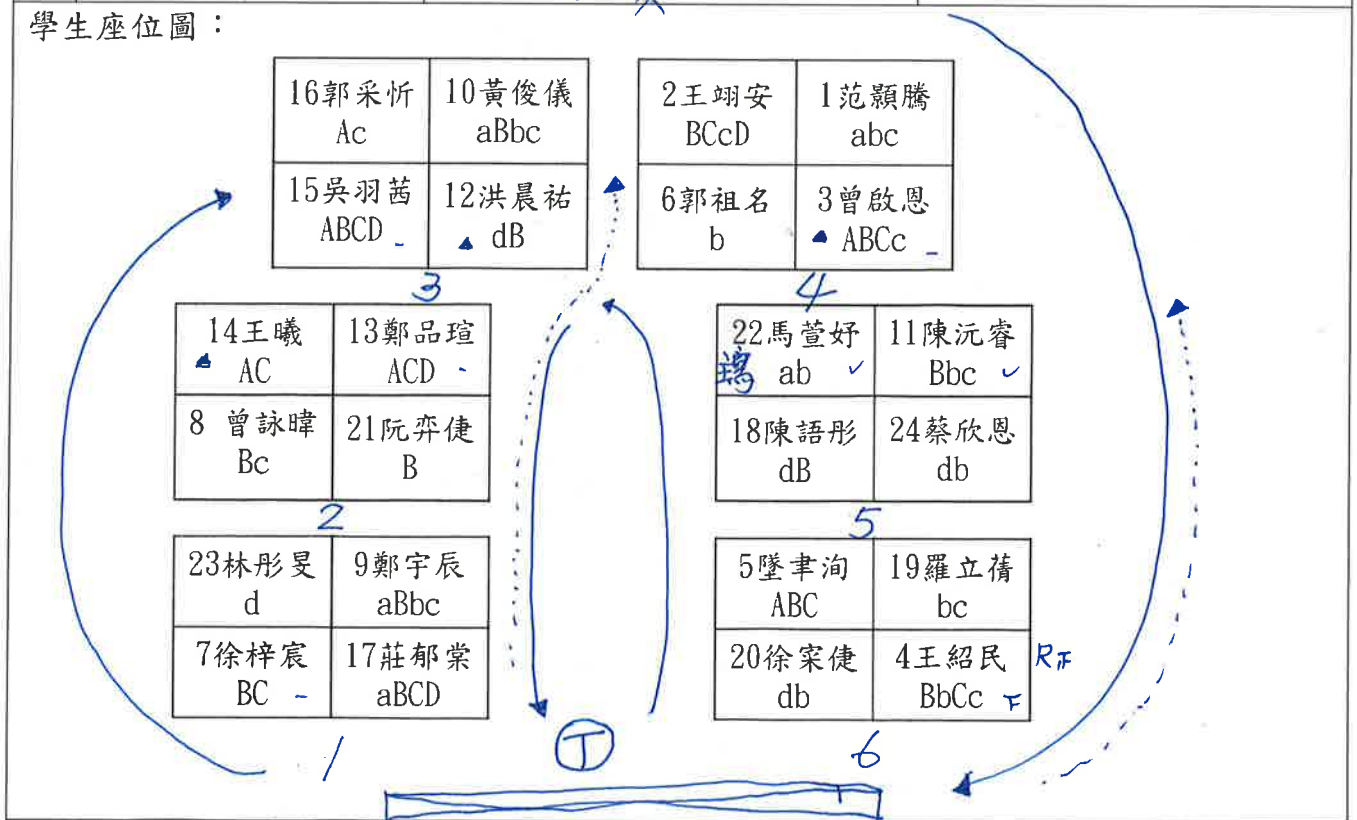 學生座位圖：
16郭采忻 10黃俊儀 2王翊安 1范顥騰
Ac aBbc BCcD abc
15吳羽茜 12洪晨祐 6郭祖名 3曾啟恩
ABCD dB b ABCc
3 4
14王曦 13鄭品瑄 22馬萱妤 11陳沅睿
AC ACD ab Bbc
8 曾詠暐 21阮弈倢 18陳語彤 24蔡欣恩
Bc B dB db
2 5
23林彤旻 9鄭宇辰 5墜聿洵 19羅立蒨
d aBbc ABC bc
7徐梓宸 17莊郁棠 20徐寀倢 4王紹民
BC aBCD db BbCc
1 T 6